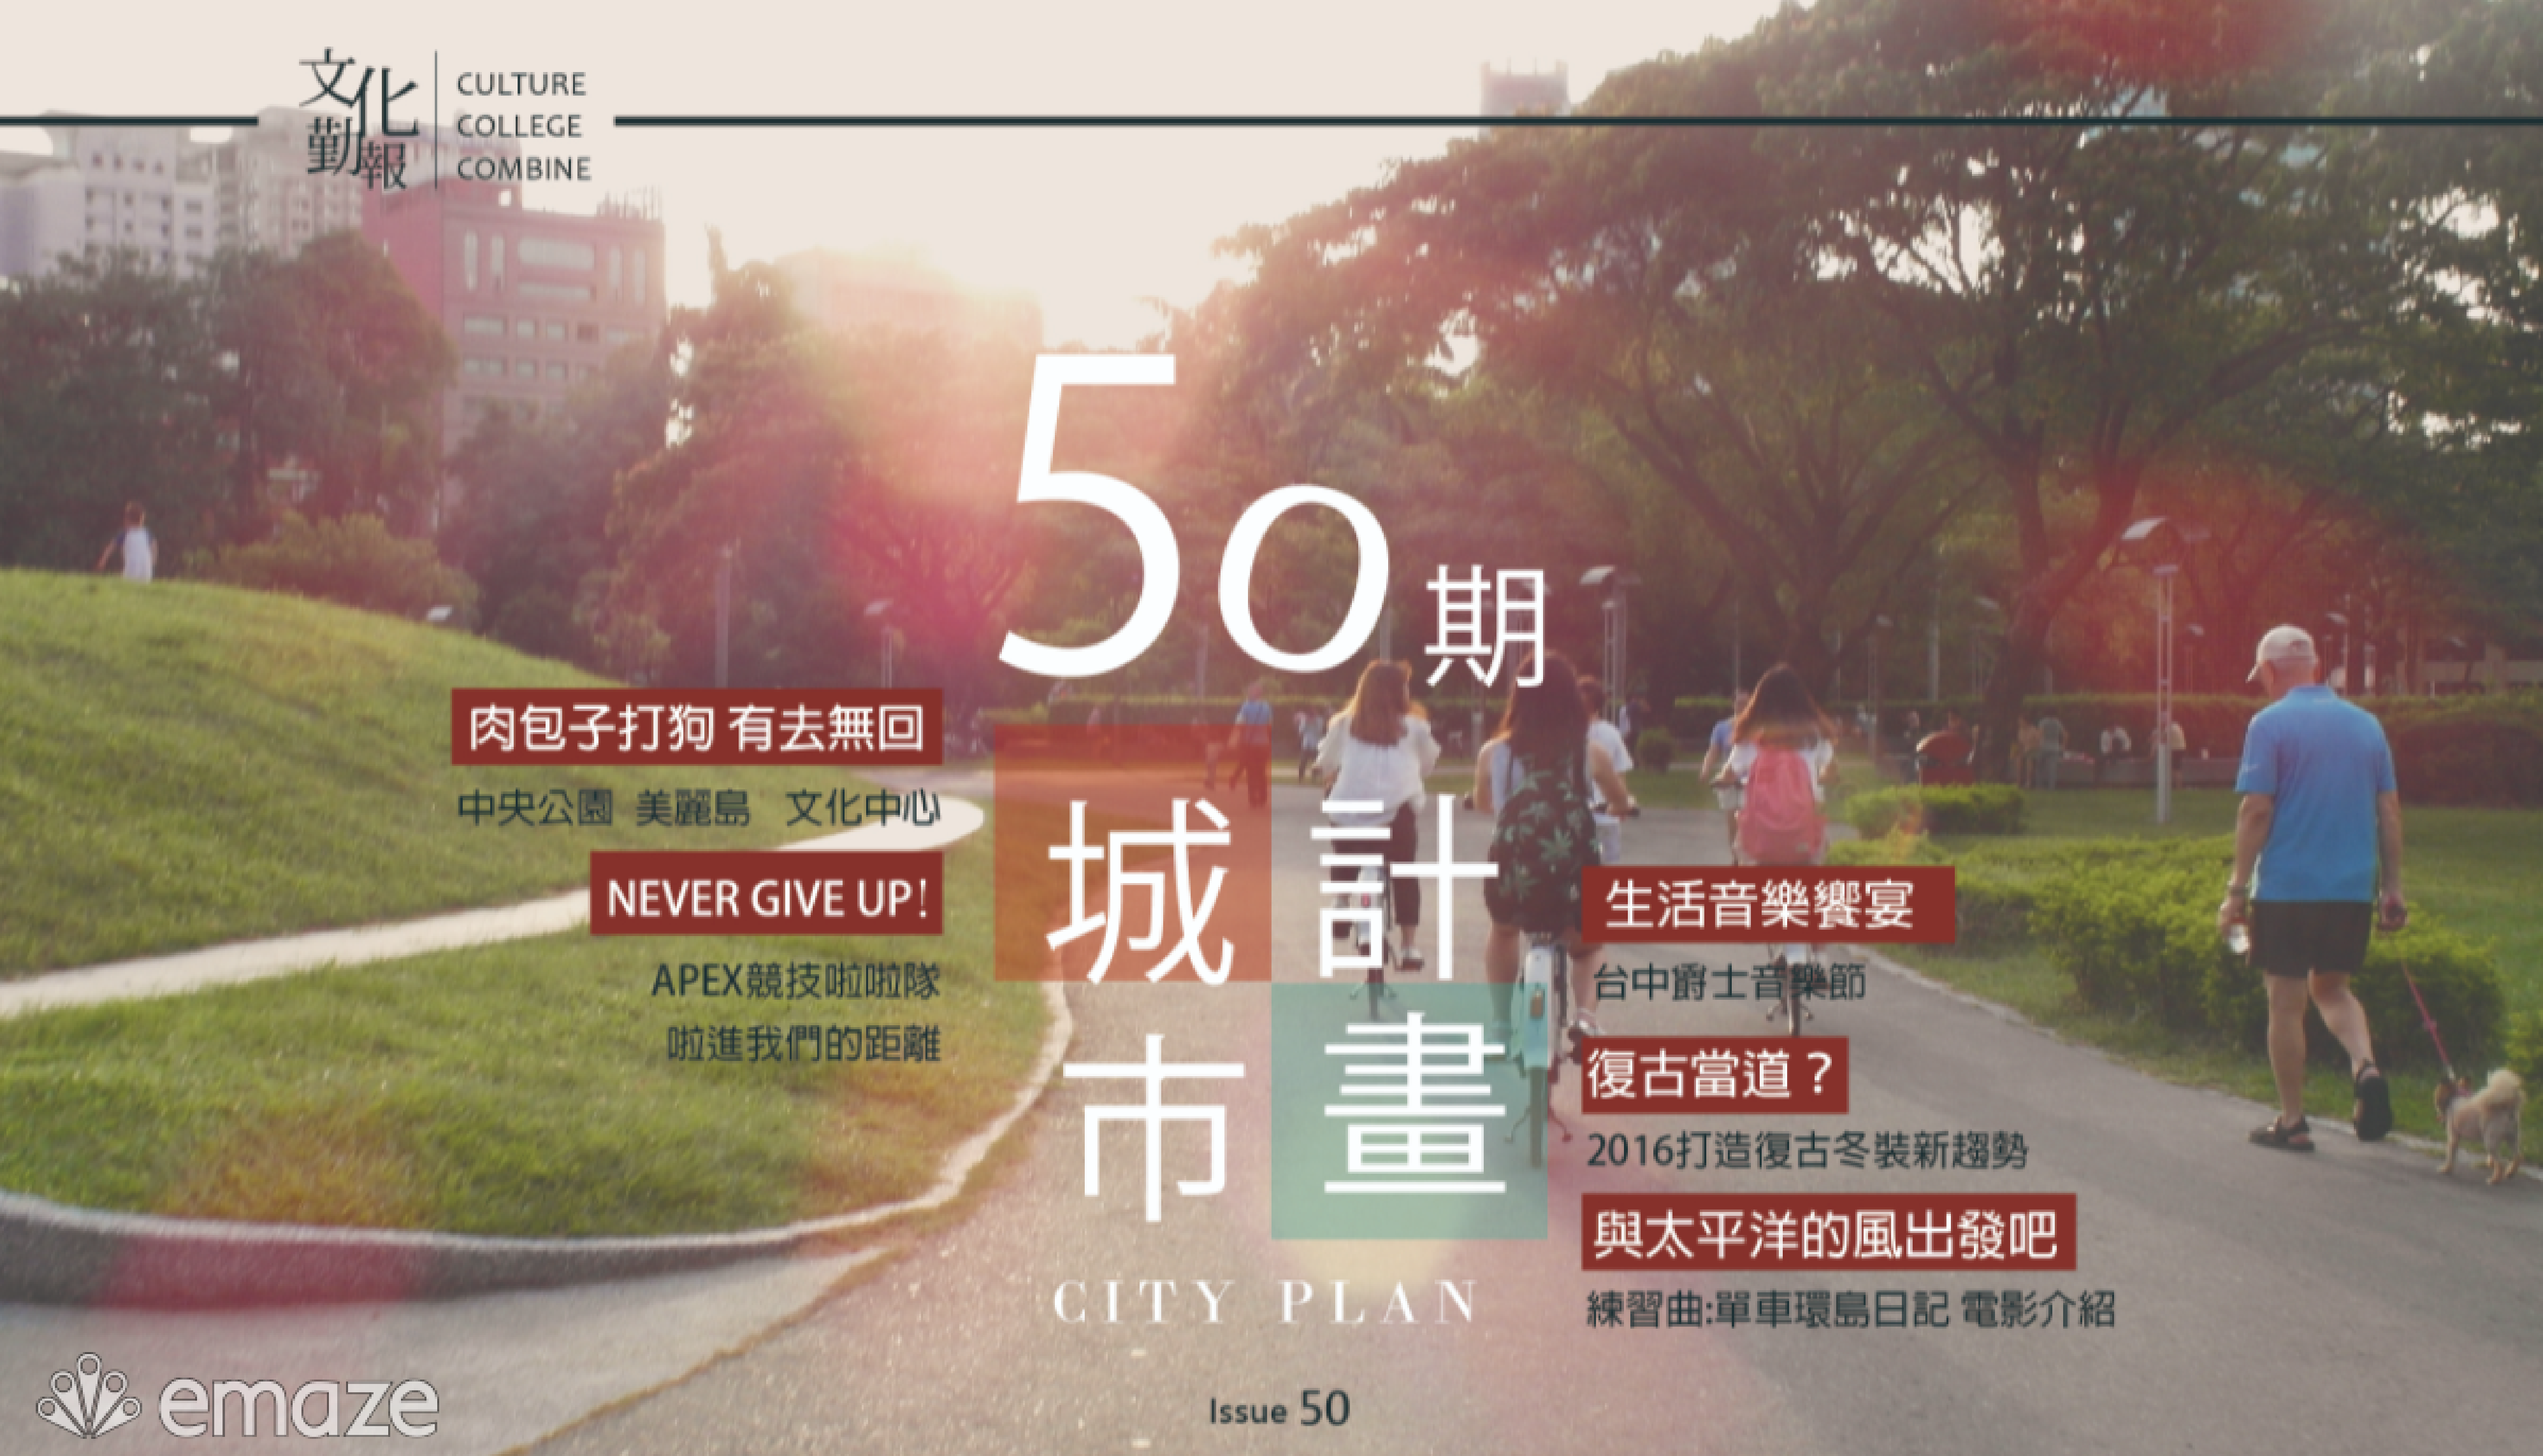 文化勤報
CULTURE
COLLEGE
COMBINE
50期
肉包子打狗 有去無回
中央公園 美麗島 文化中心
NEVER GIVE UP!
APEX競技啦啦隊
啦進我們的距離
城市
計畫
CITY PLAN
生活音樂饗宴
台中爵士音樂節
復古當道？
2016打造復古冬裝新趨勢
與太平洋的風出發吧
練習曲:單車環島日記 電影介紹
Issue 50
emaze